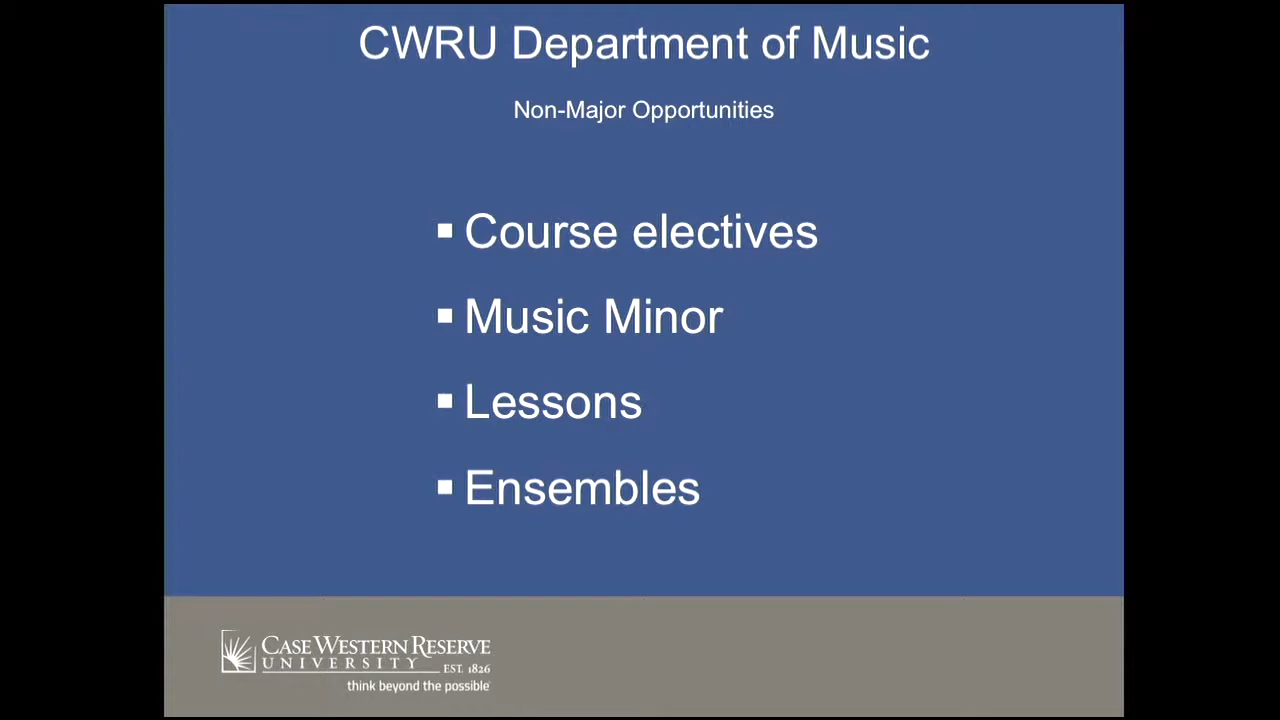 CWRU Department of Music
Non-Major Opportunities
▪ Course electives
▪ Music Minor
▪ Lessons
▪ Ensembles
CASE WESTERN RESERVE
UNIVERSITY EST. 1826
think beyond the possible